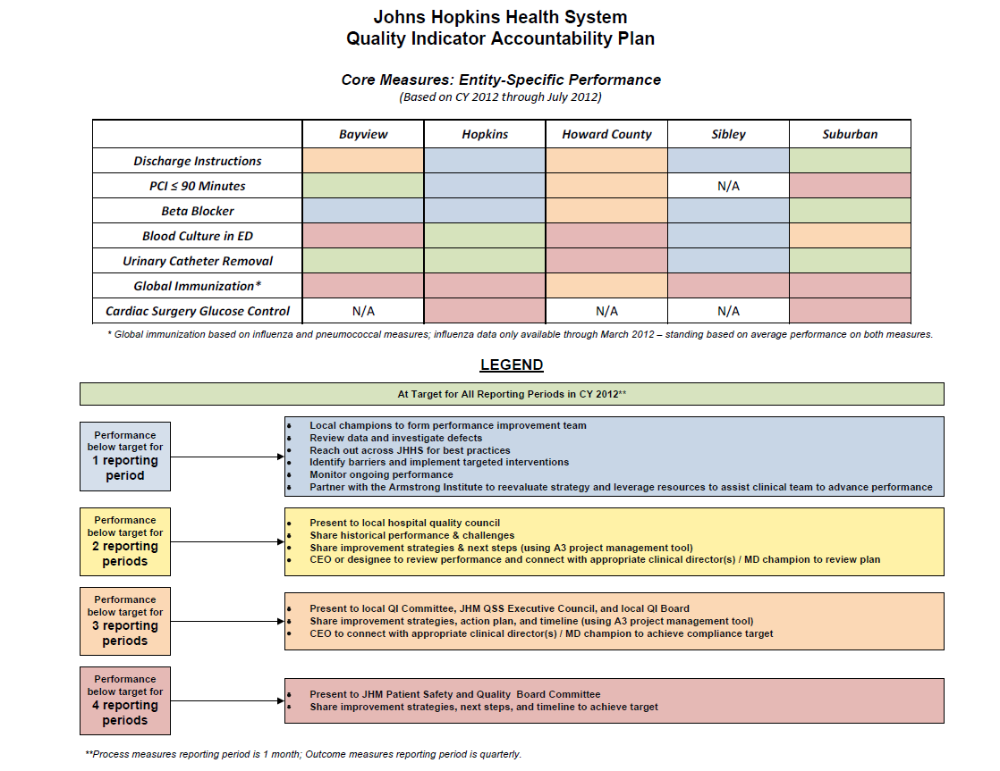 Johns Hopkins Health System
Quality Indicator Accountability Plan
Core Measures: Entity-Specific Performance
(Based on CY 2012 through July 2012)
Bayview Hopkins Howard County Sibley Suburban
Discharge Instructions
PCI ≤ 90 Minutes N/A
Beta Blocker
Blood Culture in ED
Urinary Catheter Removal
Global Immunization*
Cardiac Surgery Glucose Control N/A N/A N/A
* Global immunization based on influenza and pneumococcal measures; influenza data only available through March 2012 – standing based on average performance on both measures.
LEGEND
At Target for All Reporting Periods in CY 2012**
Performance
below target for
1 reporting
period
• Local champions to form performance improvement team
• Review data and investigate defects
• Reach out across JHHS for best practices
• Identify barriers and implement targeted interventions
• Monitor ongoing performance
• Partner with the Armstrong Institute to reevaluate strategy and leverage resources to assist clinical team to advance performance
Performance
below target for
2 reporting
periods
• Present to local hospital quality council
• Share historical performance & challenges
• Share improvement strategies & next steps (using A3 project management tool)
• CEO or designee to review performance and connect with appropriate clinical director(s) / MD champion to review plan
Performance
below target for
3 reporting
periods
• Present to local QI Committee, JHM QSS Executive Council, and local QI Board
• Share improvement strategies, action plan, and timeline (using A3 project management tool)
• CEO to connect with appropriate clinical director(s) / MD champion to achieve compliance target
Performance
below target for
4 reporting
periods
• Present to JHM Patient Safety and Quality Board Committee
• Share improvement strategies, next steps, and timeline to achieve target
**Process measures reporting period is 1 month; Outcome measures reporting period is quarterly.